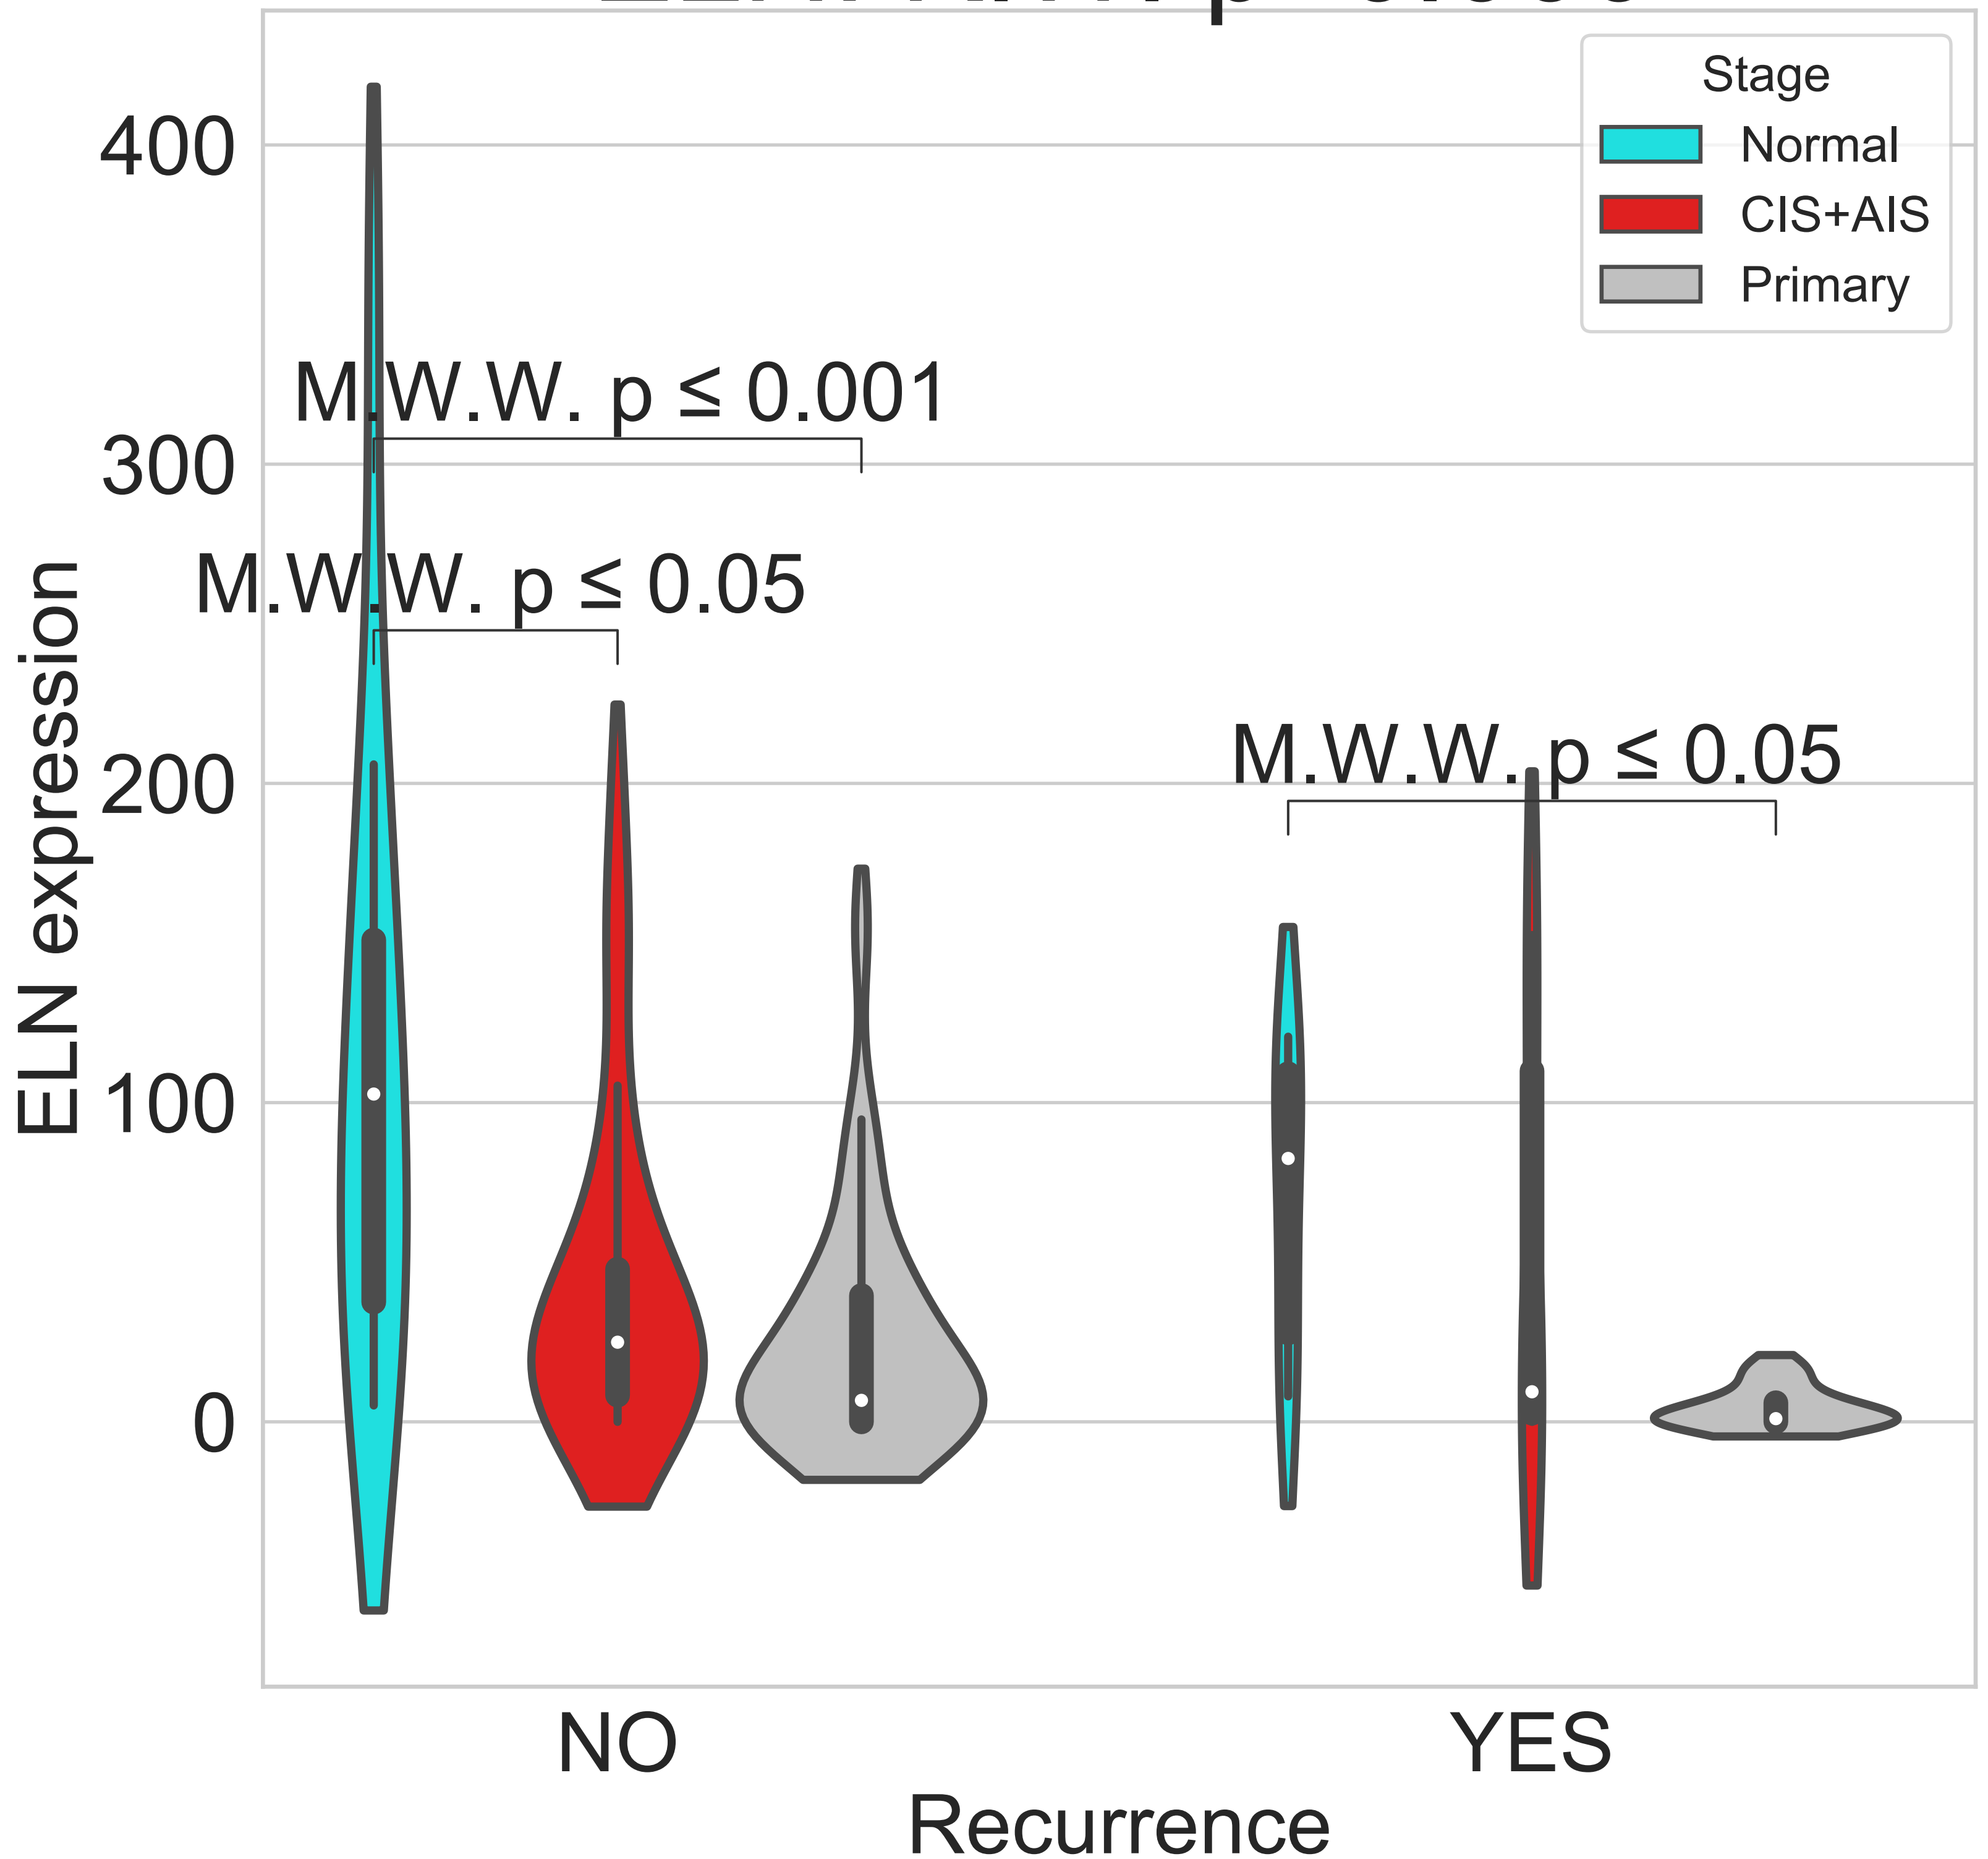 Stage
Normal
CIS+AIS
Primary
400
300
200
100
0
ELN expression
M.W.W. p ≤ 0.001
M.W.W. p ≤ 0.05
M.W.W. p ≤ 0.05
NO
YES
Recurrence